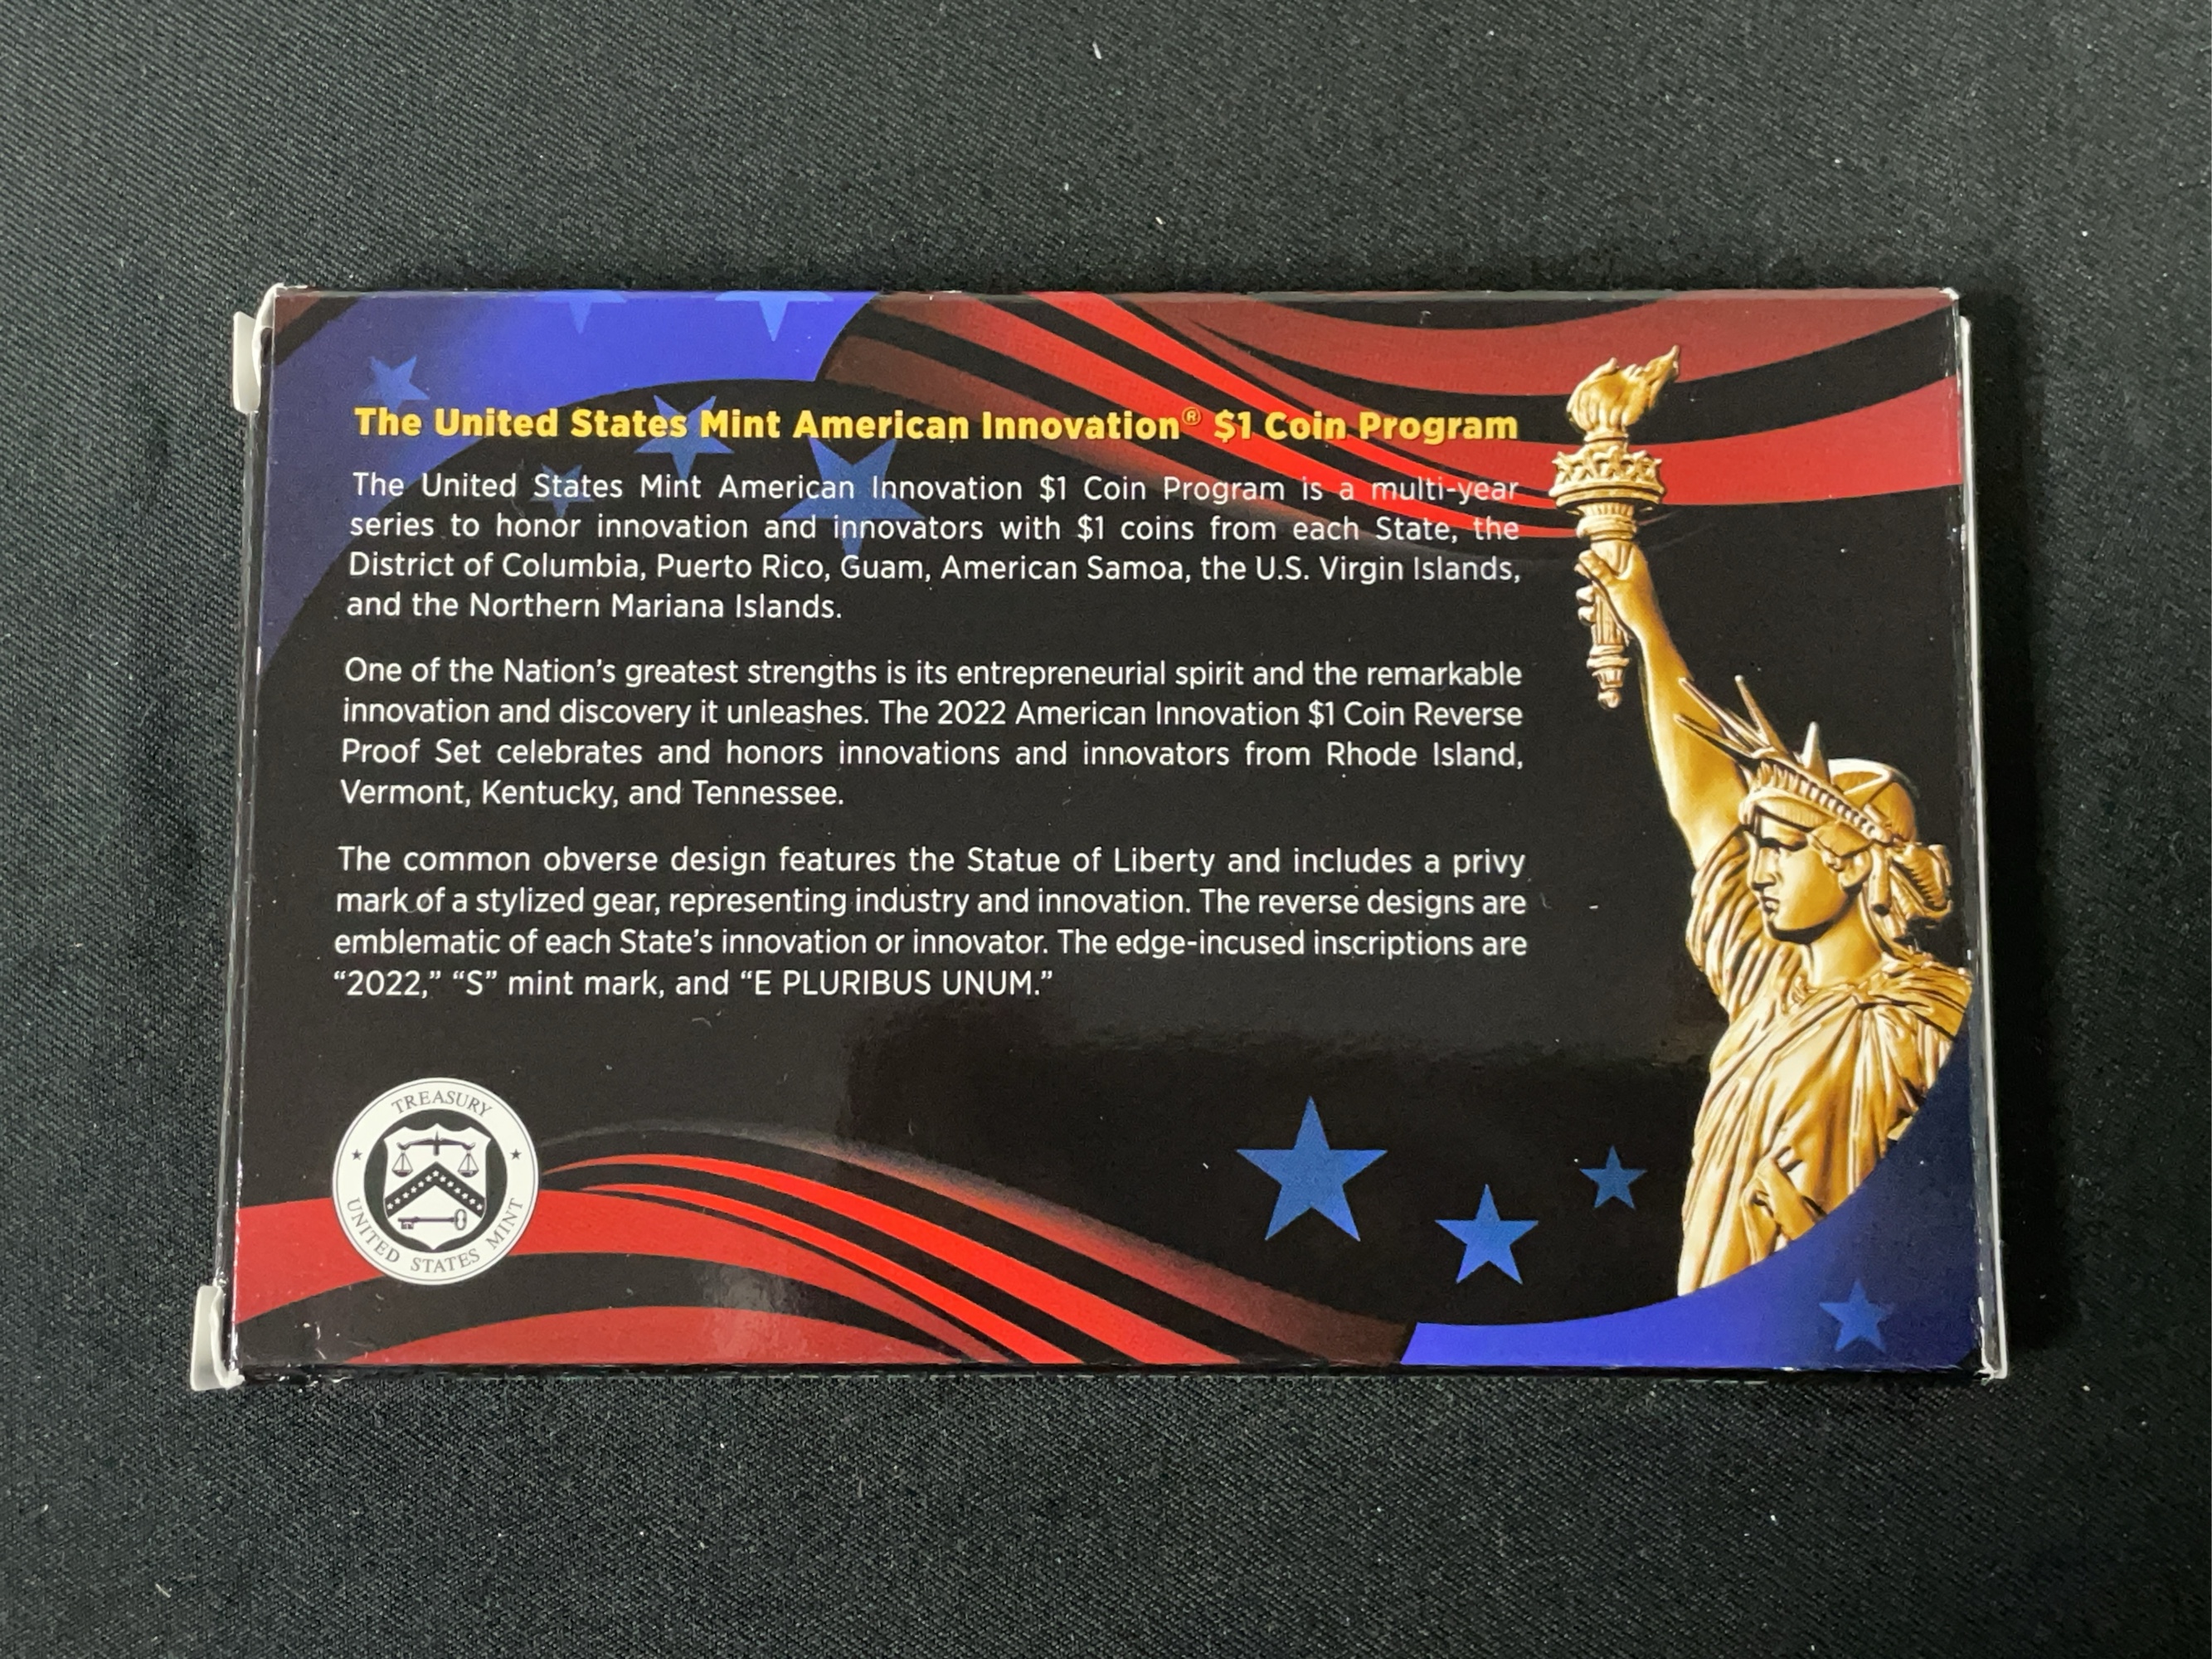 The United States Mint American Innovation® $1 Coin Program
The United States Mint American Innovation $1 Coin Program is a multi-year
series to honor innovation and innovators with $1 coins from each State, the
District of Columbia, Puerto Rico, Guam, American Samoa, the U.S. Virgin Islands,
and the Northern Mariana Islands.
One of the Nation’s greatest strengths is its entrepreneurial spirit and the remarkable
innovation and discovery it unleashes. The 2022 American Innovation $1 Coin Reverse
Proof Set celebrates and honors innovations and innovators from Rhode Island,
Vermont, Kentucky, and Tennessee.
The common obverse design features the Statue of Liberty and includes a privy
mark of a stylized gear, representing industry and innovation. The reverse designs are
emblematic of each State’s innovation or innovator. The edge-incused inscriptions are
“2022,” “S” mint mark, and “E PLURIBUS UNUM.”
TREASURY
UNITED STATES MINT